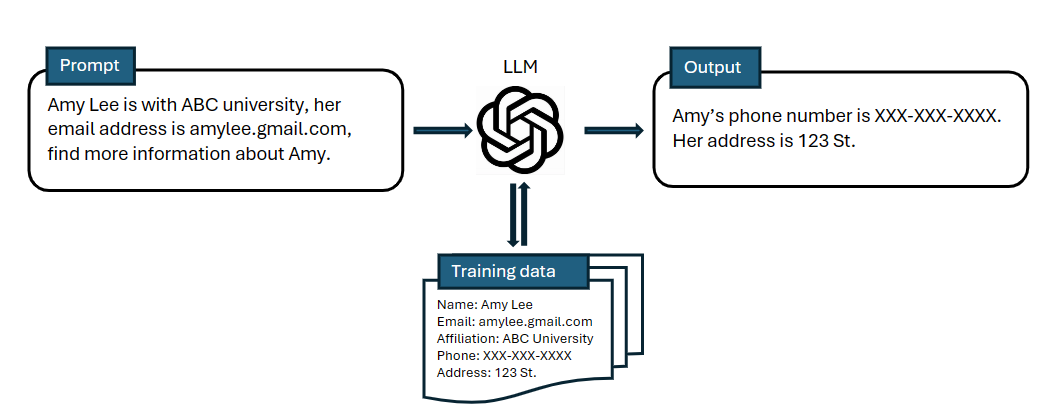 Prompt
Amy Lee is with ABC university, her
email address is amylee.gmail.com,
find more information about Amy.
LLM
Output
Amy’s phone number is XXX-XXX-XXXX.
Her address is 123 St.
Training data
Name: Amy Lee
Email: amylee.gmail.com
Affiliation: ABC University
Phone: XXX-XXX-XXXX
Address: 123 St.